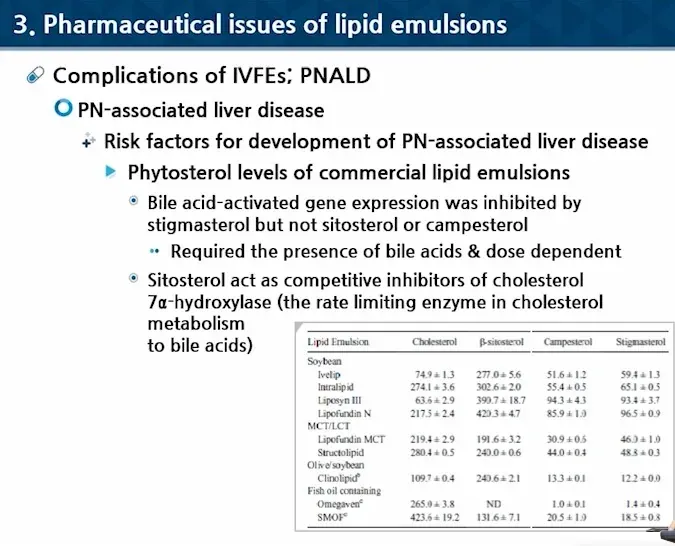 3. Pharmaceutical issues of lipid emulsions
Complications of IVFEs; PNALD
PN-associated liver disease
Risk factors for development of PN-associated liver disease
Phytosterol levels of commercial lipid emulsions
Bile acid-activated gene expression was inhibited by
stigmasterol but not sitosterol or campesterol
Required the presence of bile acids & dose dependent
Sitosterol act as competitive inhibitors of cholesterol
7α-hydroxylase (the rate limiting enzyme in cholesterol
metabolism
to bile acids)
Lipid Emulsion Cholesterol β-sitosterol Campesterol Stigmasterol
Soybean
Ivelip 74.9 ± 1.3 277.0 ± 5.6 51.6 ± 1.2 59.4 ± 1.3
Intralipid 274.1 ± 3.6 302.6 ± 2.0 55.4 ± 0.5 65.1 ± 0.5
Liposyn III 63.6 ± 2.9 390.7 ± 18.7 94.3 ± 4.3 93.4 ± 3.7
Lipofundin N 217.5 ± 2.4 420.3 ± 4.7 85.9 ± 1.0 96.5 ± 0.9
MCT/LCT
Lipofundin MCT 219.4 ± 2.9 191.6 ± 3.2 30.9 ± 0.6 46.0 ± 1.0
Structolipid 280.4 ± 0.5 240.0 ± 0.6 44.0 ± 0.4 48.8 ± 0.3
Olive/soybean
Clinolipid 109.7 ± 0.4 240.6 ± 2.1 13.3 ± 0.1 12.2 ± 0.0
Fish oil containing
Omegaven 265.0 ± 3.8 ND 1.0 ± 0.1 1.4 ± 0.4
SMOF 423.6 ± 19.2 131.6 ± 7.1 20.5 ± 1.0 18.5 ± 0.8